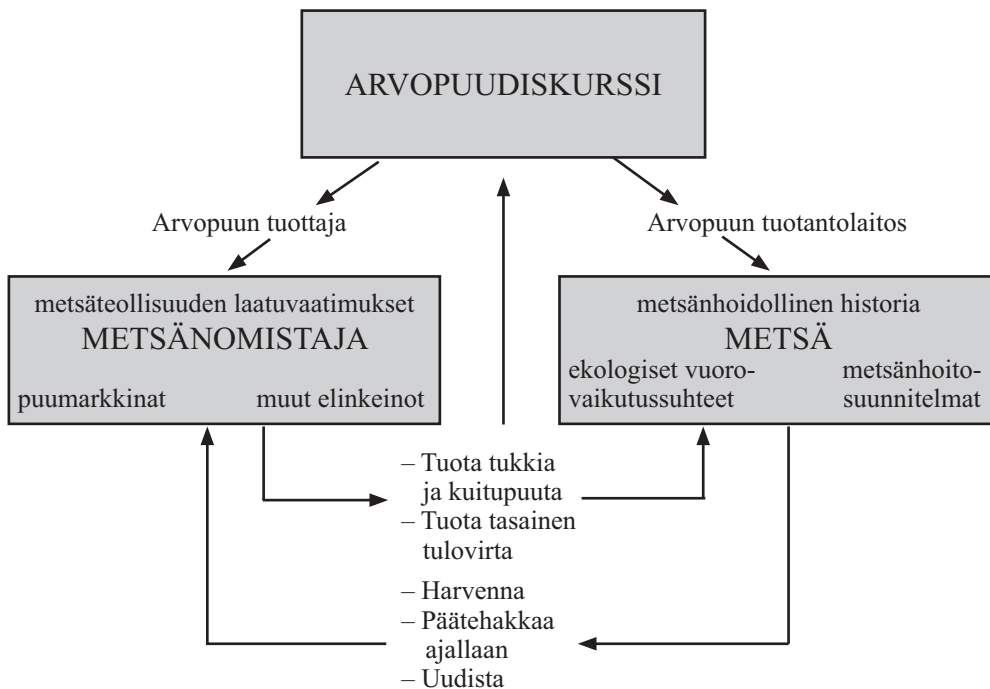 ARVOPUUDISKURSSI
Arvopuun tuottaja
Arvopuun tuotantolaitos
metsäteollisuuden laatuvaatimukset
METSÄNOMISTAJA
puumarkkinat
muut elinkeinot
metsänhoidollinen historia
METSÄ
ekologiset vuoro-
vaikutussuhteet
metsänhoito-
suunnitelmat
– Tuota tukkia
ja kuitupuuta
– Tuota tasainen
tulovirta
– Harvenna
– Päätehakkaa
ajallaan
– Uudista